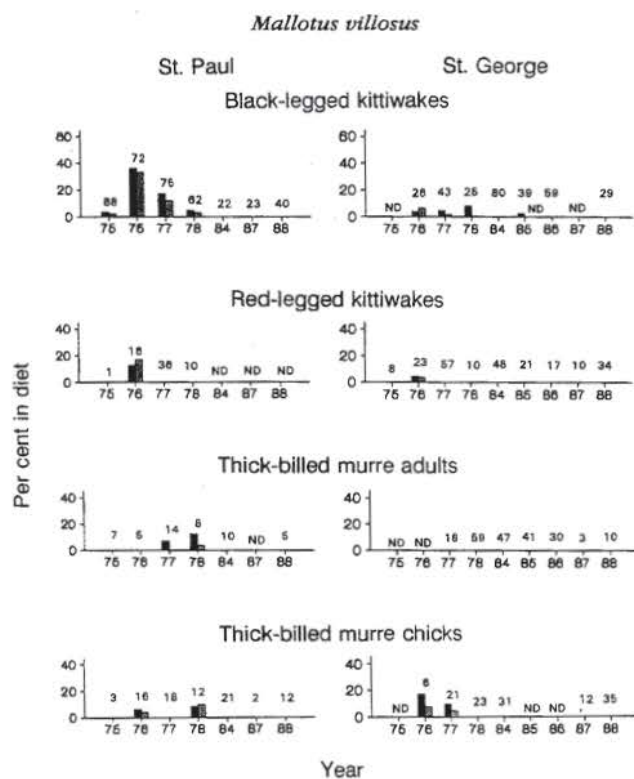 Mallotus villosus
St. Paul St. George
Black-legged kittiwakes
60 60
40 40
20 20
0 0
88 72 76 62 22 23 40
ND 26 43 25 80 39 ND 59 ND 29
75 76 77 78 84 87 88
75 76 77 78 84 85 86 87 88
Red-legged kittiwakes
40 40
20 20
0 0
1 16 38 10 ND ND ND
8 23 57 10 48 21 17 10 34
75 76 77 78 84 87 88
75 76 77 78 84 85 86 87 88
Per cent in diet
Thick-billed murre adults
40 40
20 20
0 0
7 5 14 8 10 ND 5
ND ND 16 59 47 41 30 3 10
75 76 77 78 84 87 88
75 76 77 78 84 85 86 87 88
Thick-billed murre chicks
40 40
20 20
0 0
3 16 18 12 21 2 12
ND 6 21 23 31 ND ND 12 35
75 76 77 78 84 87 88
75 76 77 78 84 85 86 87 88
Year